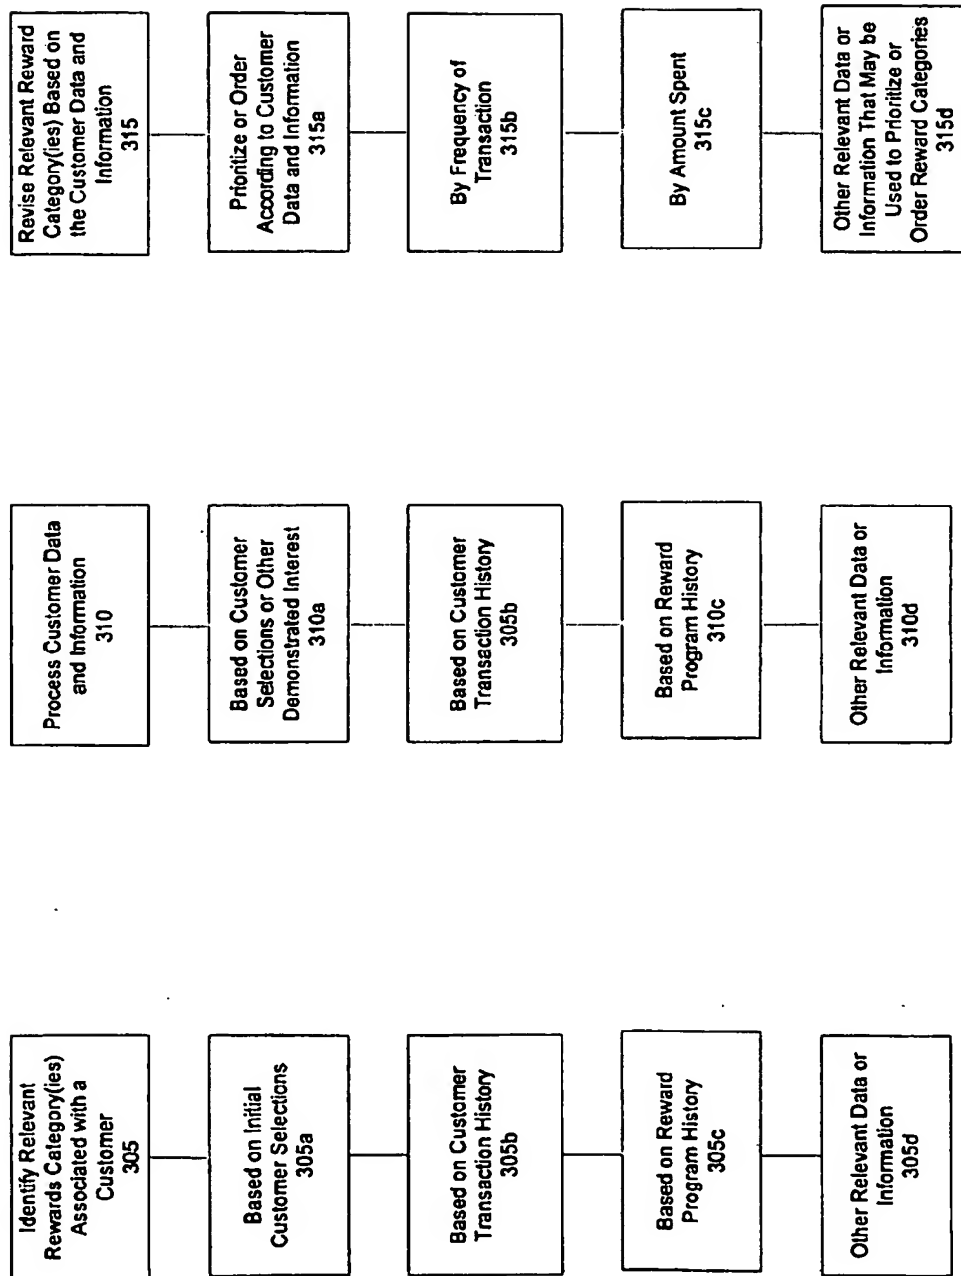 Identify Relevant
Rewards Category(ies)
Associated with a
Customer
305
Based on Initial
Customer Selections
305a
Based on Customer
Transaction History
305b
Based on Reward
Program History
305c
Other Relevant Data or
Information
305d
Process Customer Data
and Information
310
Based on Customer
Selections or Other
Demonstrated Interest
310a
Based on Customer
Transaction History
305b
Based on Reward
Program History
310c
Other Relevant Data or
Information
310d
Revise Relevant Reward
Category(ies) Based on
the Customer Data and
Information
315
Prioritize or Order
According to Customer
Data and Information
315a
By Frequency of
Transaction
315b
By Amount Spent
315c
Other Relevant Data or
Information That May be
Used to Prioritize or
Order Reward Categories
315d